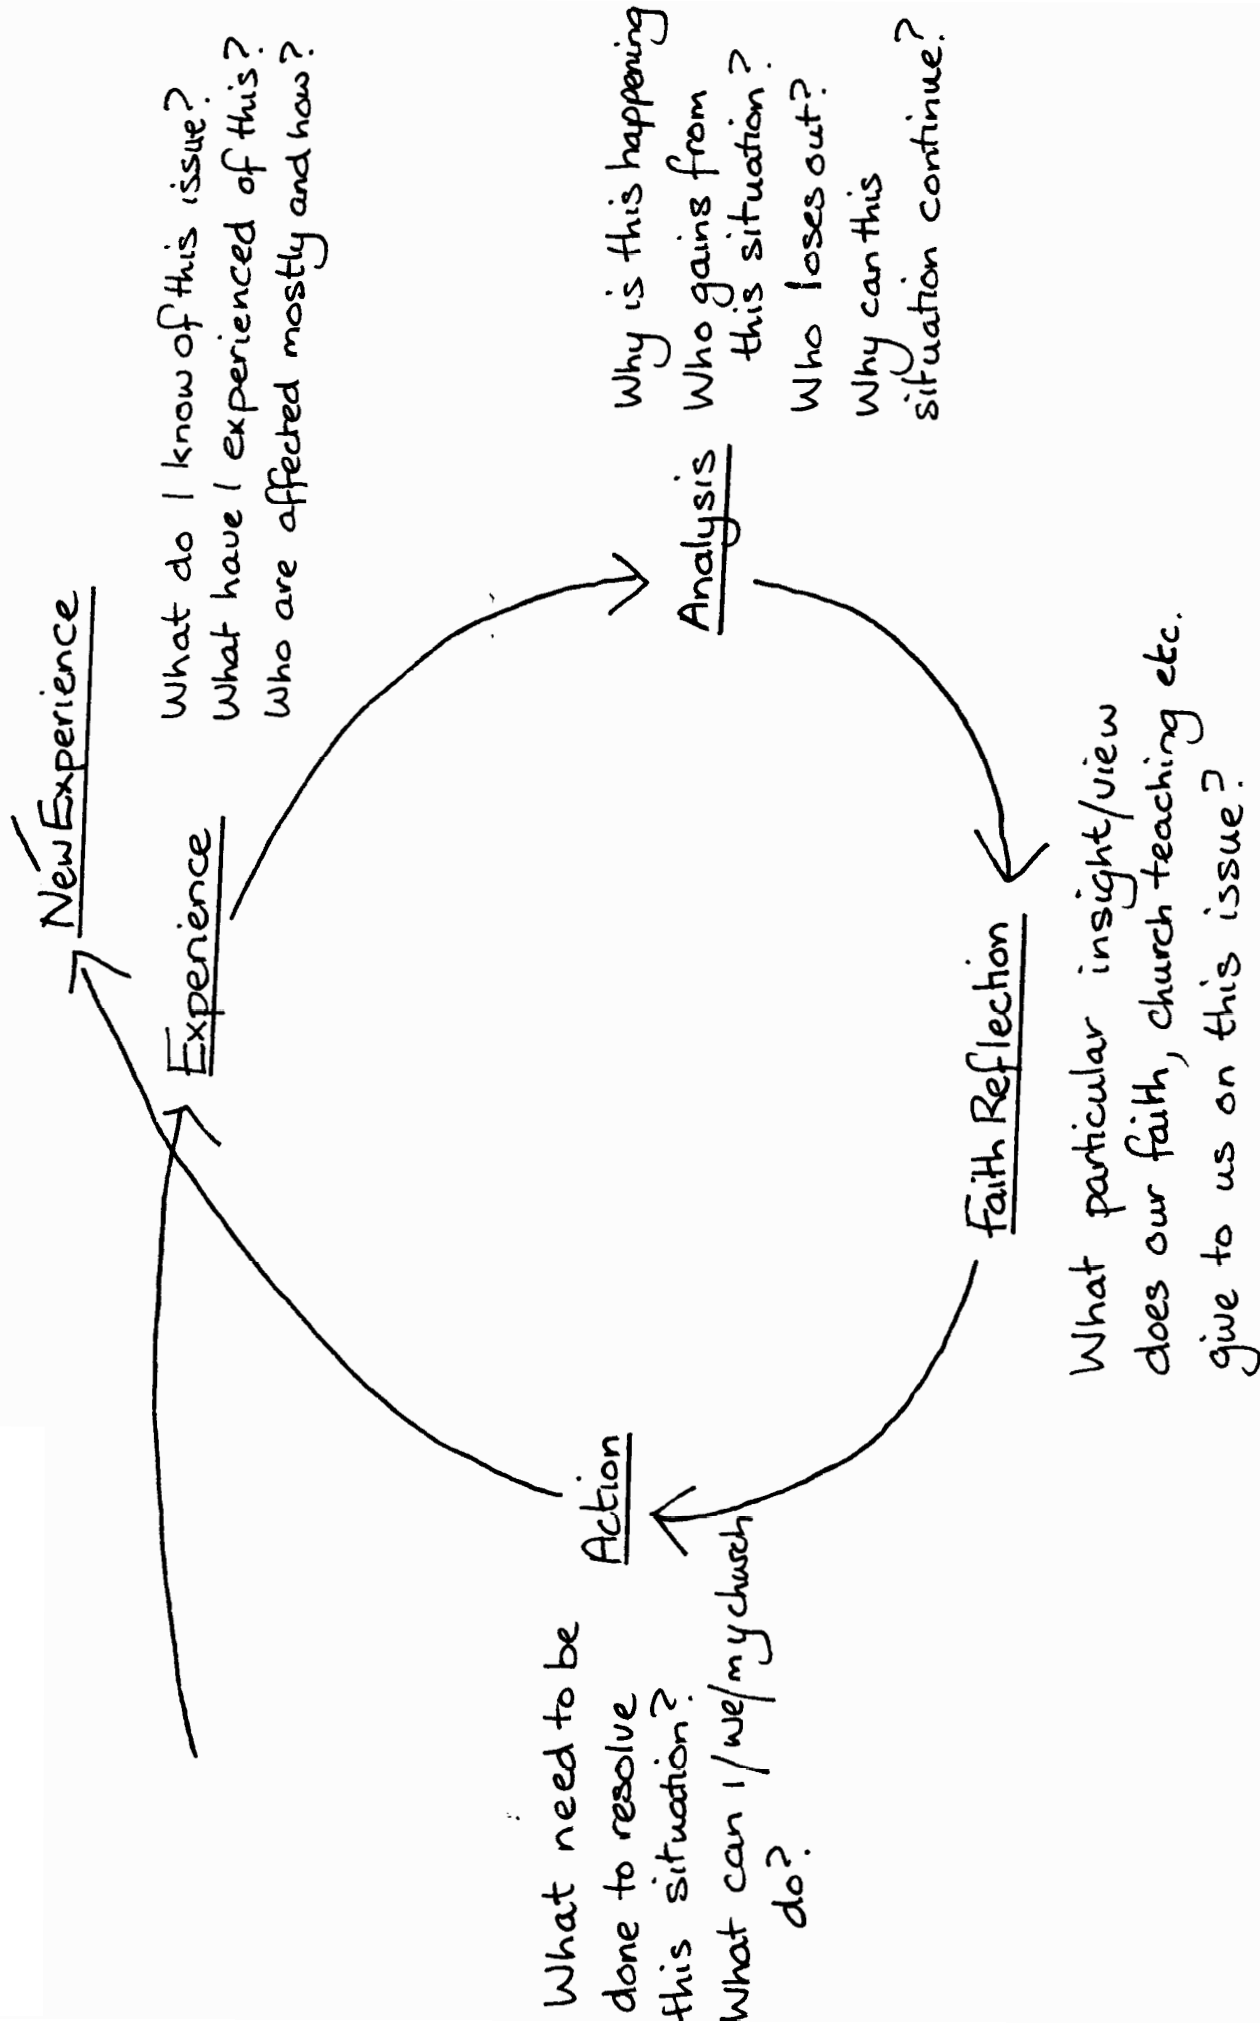 New Experience
Experience
What do I know of this issue?
What have I experienced of this?
Who are affected mostly and how?
Analysis
Why is this happening
Who gains from
this situation?
Who loses out?
Why can this
situation continue?
Faith Reflection
What particular insight/view
does our faith, church teaching etc.
give to us on this issue?
Action
What need to be
done to resolve
this situation?
What can I/we/my church
do?